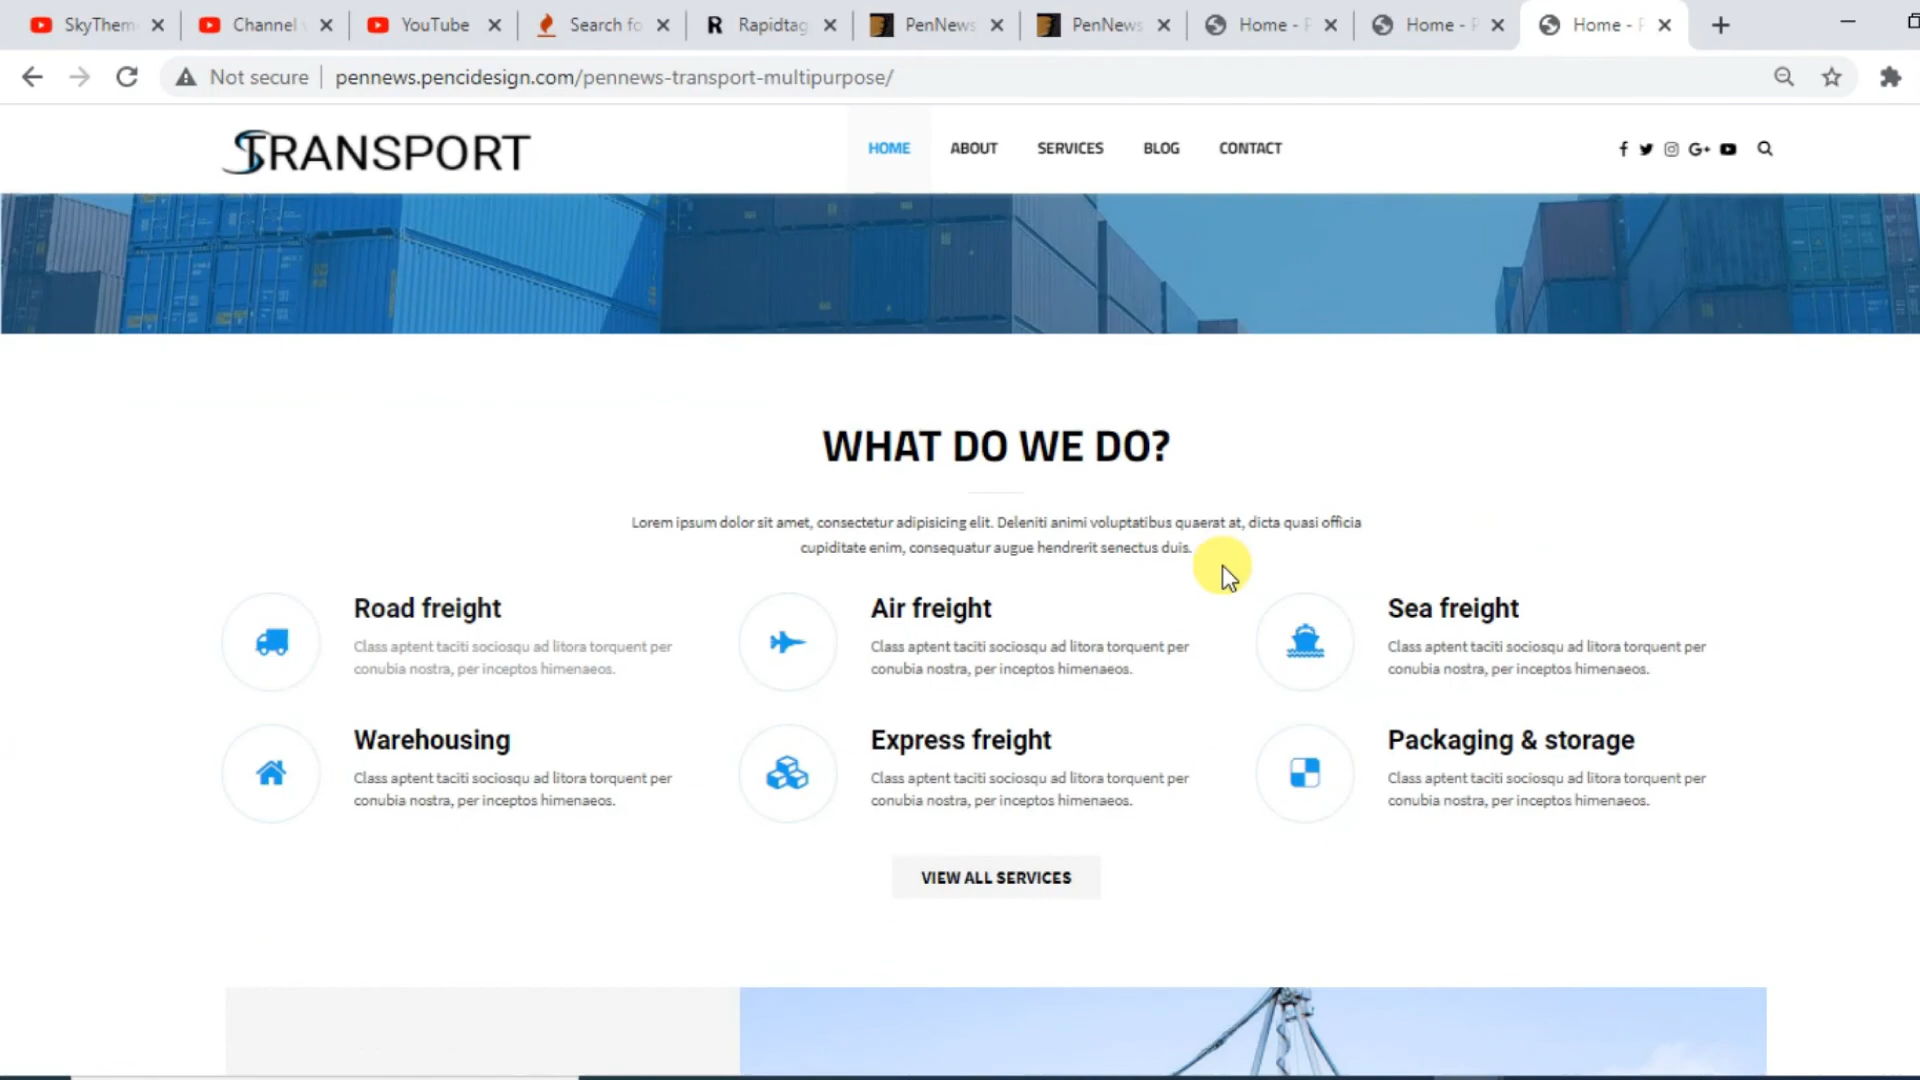 SkyThem
Channel
YouTube
Search fo
Rapidtag
PenNews
PenNews
Home - P
Home - P
Home - P
Not secure
pennews.pencidesign.com/pennews-transport-multipurpose/
TRANSPORT
HOME
ABOUT
SERVICES
BLOG
CONTACT
WHAT DO WE DO?
Lorem ipsum dolor sit amet, consectetur adipisicing elit. Deleniti animi voluptatibus quaerat at, dicta quasi officia
cupiditate enim, consequatur augue hendrerit senectus duis.
Road freight
Class aptent taciti sociosqu ad litora torquent per
conubia nostra, per inceptos himenaeos.
Air freight
Class aptent taciti sociosqu ad litora torquent per
conubia nostra, per inceptos himenaeos.
Sea freight
Class aptent taciti sociosqu ad litora torquent per
conubia nostra, per inceptos himenaeos.
Warehousing
Class aptent taciti sociosqu ad litora torquent per
conubia nostra, per inceptos himenaeos.
Express freight
Class aptent taciti sociosqu ad litora torquent per
conubia nostra, per inceptos himenaeos.
Packaging & storage
Class aptent taciti sociosqu ad litora torquent per
conubia nostra, per inceptos himenaeos.
VIEW ALL SERVICES